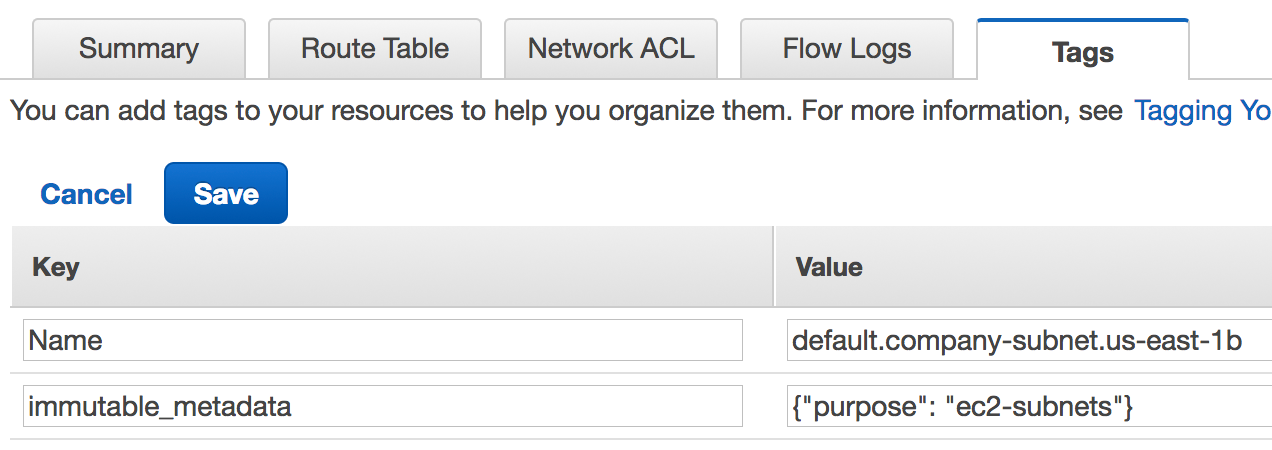 Summary Route Table Network ACL Flow Logs Tags
You can add tags to your resources to help you organize them. For more information, see Tagging Yo
Cancel Save
Key Value
Name default.company-subnet.us-east-1b
immutable_metadata {"purpose": "ec2-subnets"}